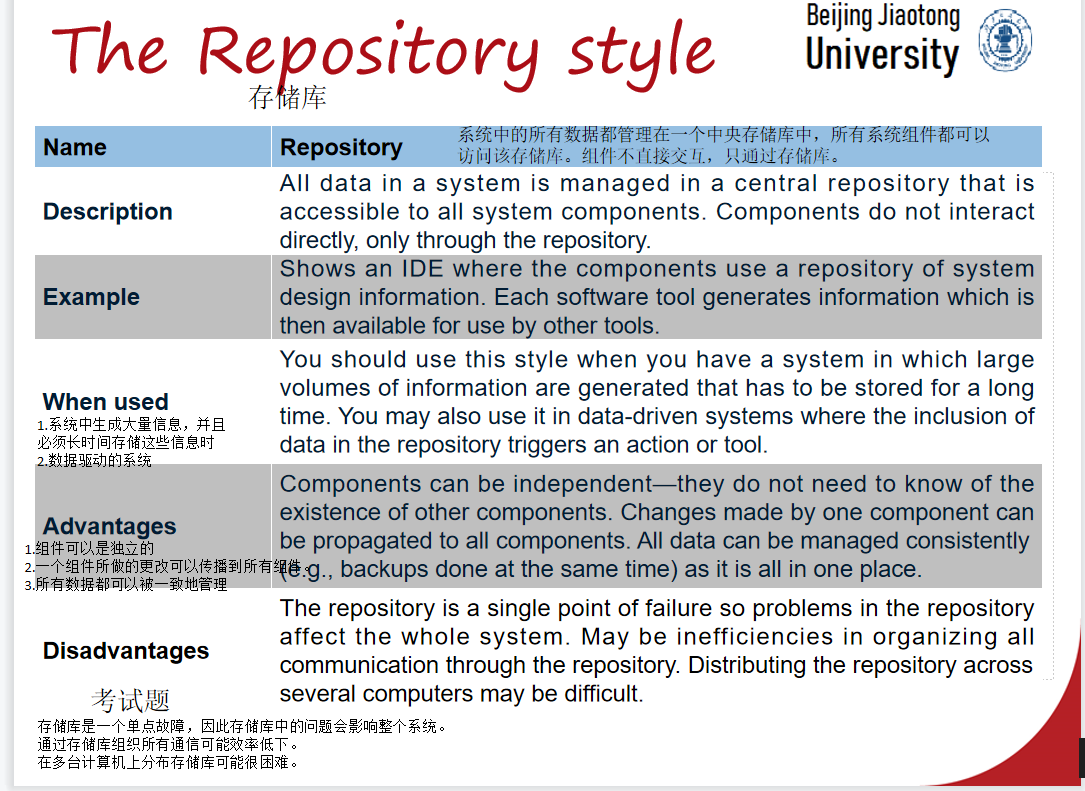 The Repository style
Beijing Jiaotong
University
存储库
Name
Repository
系统中的所有数据都管理在一个中央存储库中，所有系统组件都可以
访问该存储库。组件不直接交互，只通过存储库。
Description
All data in a system is managed in a central repository that is
accessible to all system components. Components do not interact
directly, only through the repository.
Example
Shows an IDE where the components use a repository of system
design information. Each software tool generates information which is
then available for use by other tools.
When used
1.系统中生成大量信息，并且
必须长时间存储这些信息时
2.数据驱动的系统
You should use this style when you have a system in which large
volumes of information are generated that has to be stored for a long
time. You may also use it in data-driven systems where the inclusion of
data in the repository triggers an action or tool.
Advantages
1.组件可以是独立的
2.一个组件所做的更改可以传播到所有组件。
3.所有数据都可以被一致地管理
Components can be independent—they do not need to know of the
existence of other components. Changes made by one component can
be propagated to all components. All data can be managed consistently
(e.g., backups done at the same time) as it is all in one place.
Disadvantages
考试题
The repository is a single point of failure so problems in the repository
affect the whole system. May be inefficiencies in organizing all
communication through the repository. Distributing the repository across
several computers may be difficult.
存储库是一个单点故障，因此存储库中的问题会影响整个系统。
通过存储库组织所有通信可能效率低下。
在多台计算机上分布存储库可能很困难。